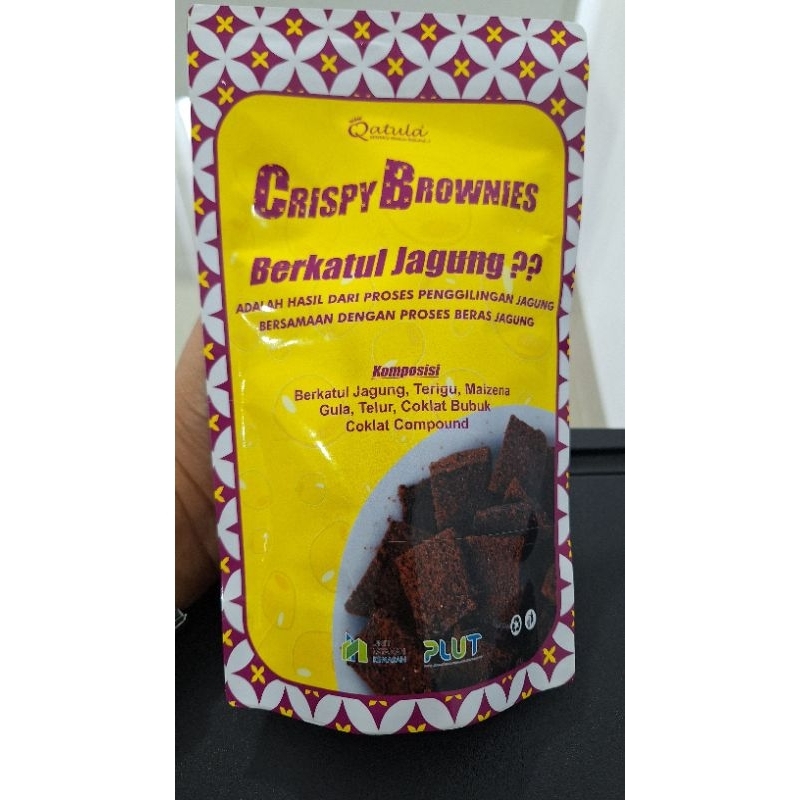 Qatula
CRISPY BROWNIES
Berkatul Jagung ??
ADALAH HASIL DARI PROSES PENGGILINGAN JAGUNG
BERSAMAAN DENGAN PROSES BERAS JAGUNG
Komposisi
Berkatul Jagung, Terigu, Maizena
Gula, Telur, Coklat Bubuk
Coklat Compound
KEMASAN
PLUT